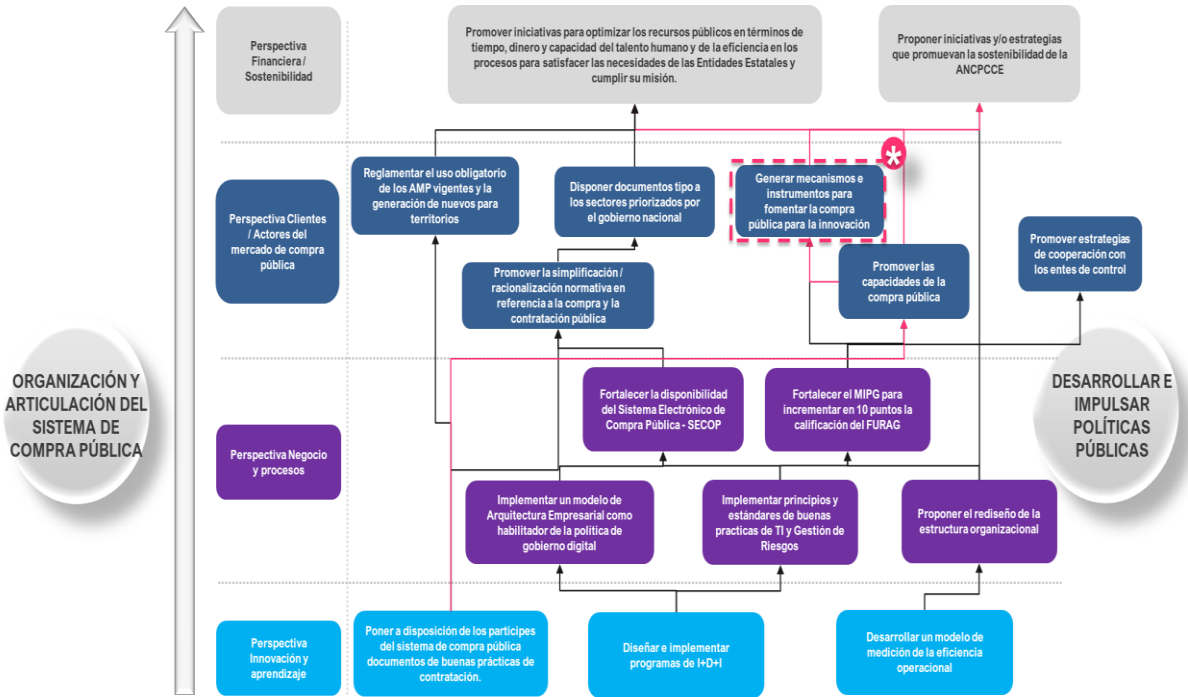 Perspectiva
Financiera /
Sostenibilidad
Promover iniciativas para optimizar los recursos públicos en términos de
tiempo, dinero y capacidad del talento humano y de la eficiencia en los
procesos para satisfacer las necesidades de las Entidades Estatales y
cumplir su misión.
Proponer iniciativas y/o estrategias
que promuevan la sostenibilidad de la
ANCPCCE
Perspectiva Clientes
/ Actores del
mercado de compra
pública
Reglamentar el uso obligatorio
de los AMP vigentes y la
generación de nuevos para
territorios
Disponer documentos tipo a
los sectores priorizados por
el gobierno nacional
*
Generar mecanismos e
instrumentos para
fomentar la compra
pública para la innovación
Promover estrategias
de cooperación con
los entes de control
Promover la simplificación /
racionalización normativa en
referencia a la compra y la
contratación pública
Promover las
capacidades de la
compra pública
ORGANIZACIÓN Y
ARTICULACIÓN DEL
SISTEMA DE
COMPRA PÚBLICA
DESARROLLAR E
IMPULSAR
POLÍTICAS
PÚBLICAS
Perspectiva Negocio
y procesos
Fortalecer la disponibilidad
del Sistema Electrónico de
Compra Pública - SECOP
Fortalecer el MIPG para
incrementar en 10 puntos la
calificación del FURAG
Implementar un modelo de
Arquitectura Empresarial como
habilitador de la política de
gobierno digital
Implementar principios y
estándares de buenas
practicas de TI y Gestión de
Riesgos
Proponer el rediseño de la
estructura organizacional
Perspectiva
Innovación y
aprendizaje
Poner a disposición de los participes
del sistema de compra pública
documentos de buenas prácticas de
contratación.
Diseñar e implementar
programas de I+D+I
Desarrollar un modelo de
medición de la eficiencia
operacional